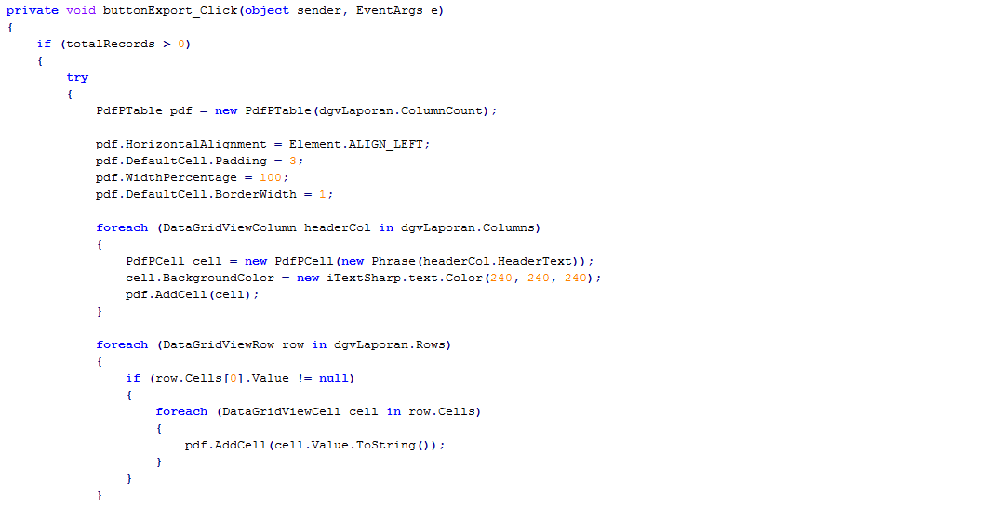 private void buttonExport_Click(object sender, EventArgs e)
{
    if (totalRecords > 0)
    {
        try
        {
            PdfPTable pdf = new PdfPTable(dgvLaporan.ColumnCount);

            pdf.HorizontalAlignment = Element.ALIGN_LEFT;
            pdf.DefaultCell.Padding = 3;
            pdf.WidthPercentage = 100;
            pdf.DefaultCell.BorderWidth = 1;

            foreach (DataGridViewColumn headerCol in dgvLaporan.Columns)
            {
                PdfPCell cell = new PdfPCell(new Phrase(headerCol.HeaderText));
                cell.BackgroundColor = new iTextSharp.text.Color(240, 240, 240);
                pdf.AddCell(cell);
            }

            foreach (DataGridViewRow row in dgvLaporan.Rows)
            {
                if (row.Cells[0].Value != null)
                {
                    foreach (DataGridViewCell cell in row.Cells)
                    {
                        pdf.AddCell(cell.Value.ToString());
                    }
                }
            }